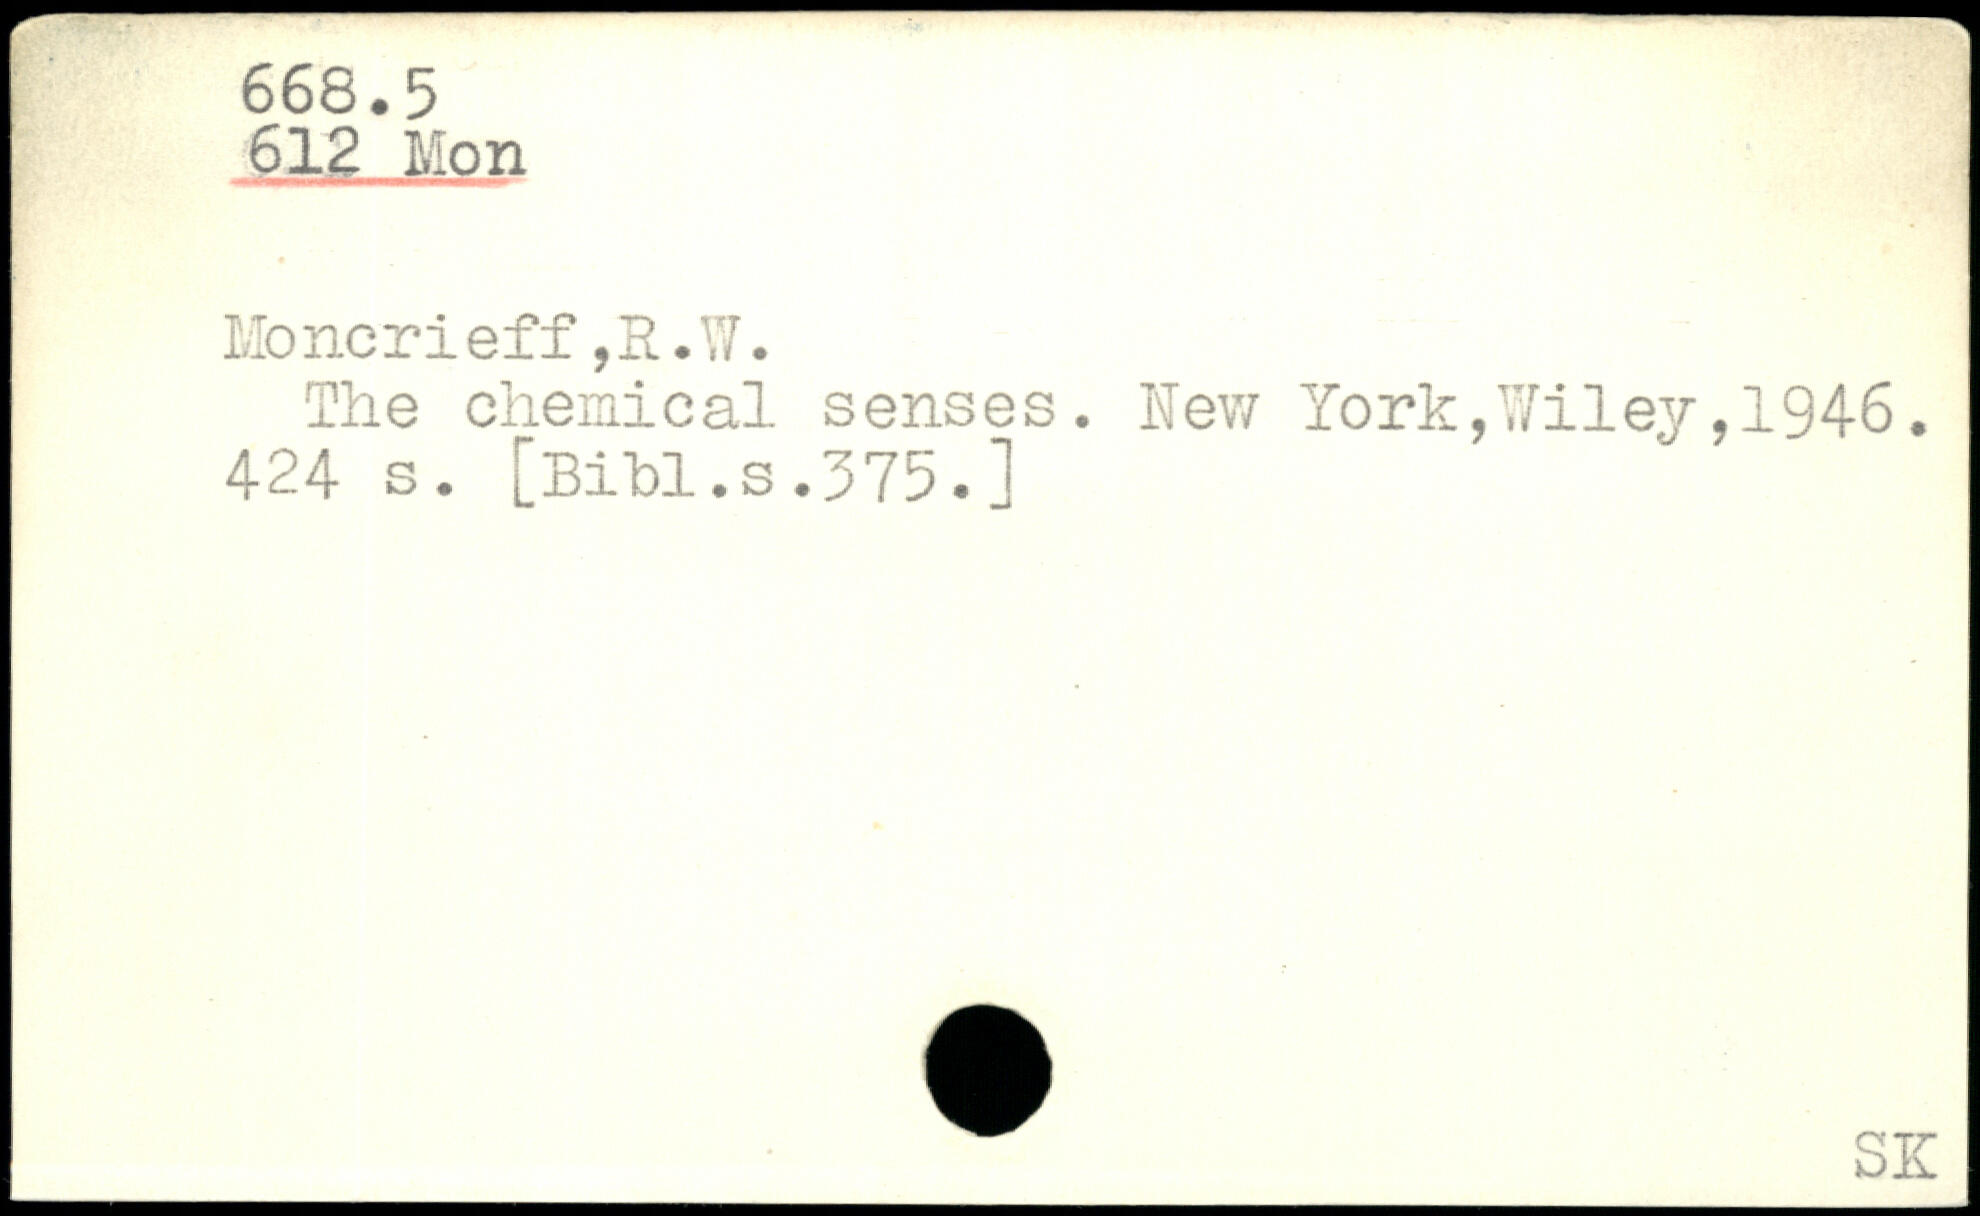 668.5
612 Mon
Moncrieff,R.W.
The chemical senses. New York,Wiley,1946.
424 s. [Bibl.s.375.]
SK